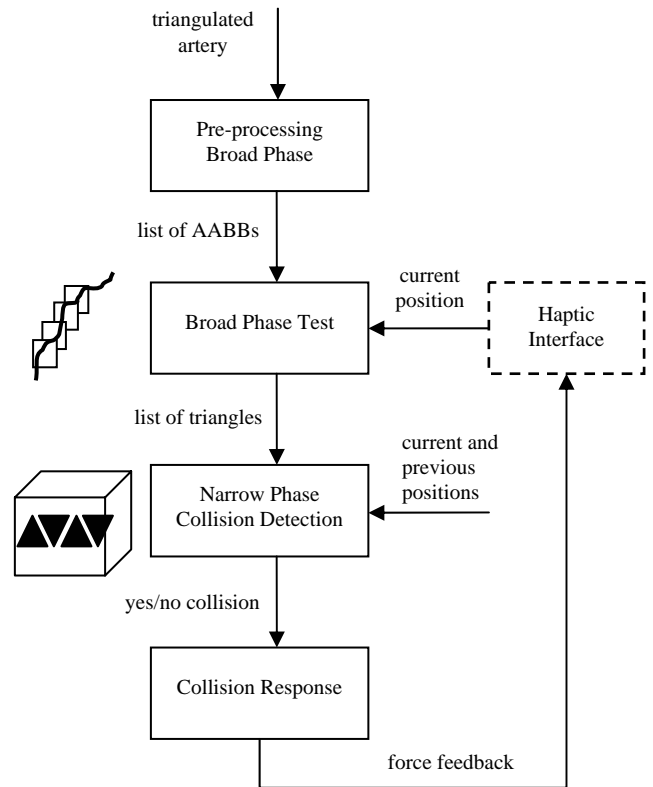 triangulated
artery
Pre-processing
Broad Phase
list of AABBs
Broad Phase Test
current
position
Haptic
Interface
list of triangles
Narrow Phase
Collision Detection
current and
previous
positions
yes/no collision
Collision Response
force feedback